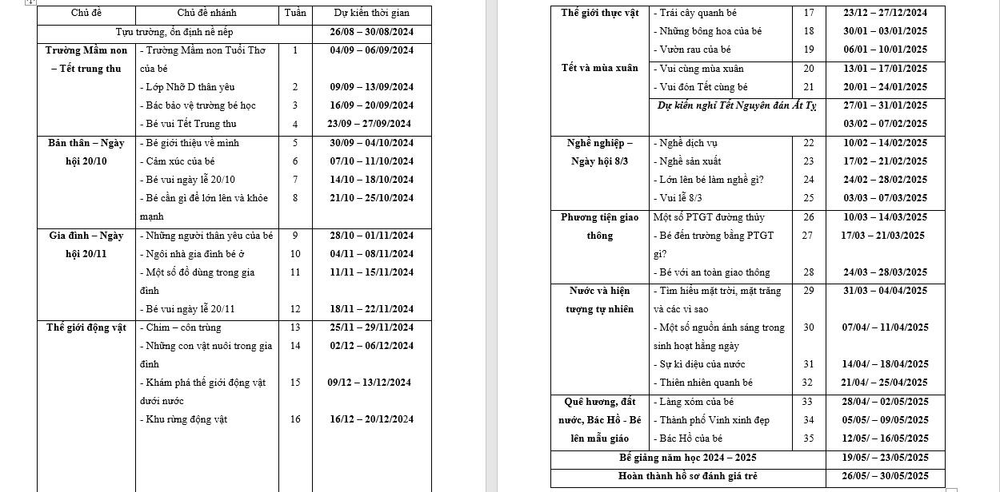 Chủ đề Chủ đề nhánh Tuần Dự kiến thời gian
Tựu trường, ổn định nề nếp 26/08 – 30/08/2024
Trường Mầm non - Trường Mầm non Tuổi Thơ 1 04/09 – 06/09/2024
– Tết trung thu của bé
- Lớp Nhỡ D thân yêu 2 09/09 – 13/09/2024
- Bác bảo vệ trường bé học 3 16/09 – 20/09/2024
- Bé vui Tết Trung thu 4 23/09 – 27/09/2024
Bản thân – Ngày - Bé giới thiệu về mình 5 30/09 – 04/10/2024
hội 20/10 - Cảm xúc của bé 6 07/10 – 11/10/2024
- Bé vui ngày lễ 20/10 7 14/10 – 18/10/2024
- Bé cần gì để lớn lên và khỏe 8 21/10 – 25/10/2024
mạnh
Gia đình – Ngày - Những người thân yêu của bé 9 28/10 – 01/11/2024
hội 20/11 - Ngôi nhà gia đình bé ở 10 04/11 – 08/11/2024
- Một số đồ dùng trong gia 11 11/11 – 15/11/2024
đình
- Bé vui ngày lễ 20/11 12 18/11 – 22/11/2024
Thế giới động vật - Chim – côn trùng 13 25/11 – 29/11/2024
- Những con vật nuôi trong gia 14 02/12 – 06/12/2024
đình
- Khám phá thế giới động vật 15 09/12 – 13/12/2024
dưới nước
- Khu rừng động vật 16 16/12 – 20/12/2024
Thế giới thực vật - Trái cây quanh bé 17 23/12 – 27/12/2024
- Những bông hoa của bé 18 30/01 – 03/01/2025
- Vườn rau của bé 19 06/01 – 10/01/2025
Tết và mùa xuân - Vui cùng mùa xuân 20 13/01 – 17/01/2025
- Vui đón Tết cùng bé 21 20/01 – 24/01/2025
Dự kiến nghỉ Tết Nguyên đán Ất Tỵ 27/01 – 31/01/2025
03/02 – 07/02/2025
Nghề nghiệp – - Nghề dịch vụ 22 10/02 – 14/02/2025
Ngày hội 8/3 - Nghề sản xuất 23 17/02 – 21/02/2025
- Lớn lên bé làm nghề gì? 24 24/02 – 28/02/2025
- Vui lễ 8/3 25 03/03 – 07/03/2025
Phương tiện giao Một số PTGT đường thủy 26 10/03 – 14/03/2025
thông - Bé đến trường bằng PTGT 27 17/03 – 21/03/2025
gì?
- Bé với an toàn giao thông 28 24/03 – 28/03/2025
Nước và hiện - Tìm hiểu mặt trời, mặt trăng 29 31/03 – 04/04/2025
tượng tự nhiên và các vì sao
- Một số nguồn ánh sáng trong 30 07/04/ – 11/04/2025
sinh hoạt hằng ngày
- Sự kì diệu của nước 31 14/04/ – 18/04/2025
- Thiên nhiên quanh bé 32 21/04/ – 25/04/2025
Quê hương, đất - Làng xóm của bé 33 28/04/ – 02/05/2025
nước, Bác Hồ - Bé - Thành phố Vinh xinh đẹp 34 05/05/ – 09/05/2025
lên mẫu giáo - Bác Hồ của bé 35 12/05/ – 16/05/2025
Bế giảng năm học 2024 – 2025 19/05/ – 23/05/2025
Hoàn thành hồ sơ đánh giá trẻ 26/05/ – 30/05/2025